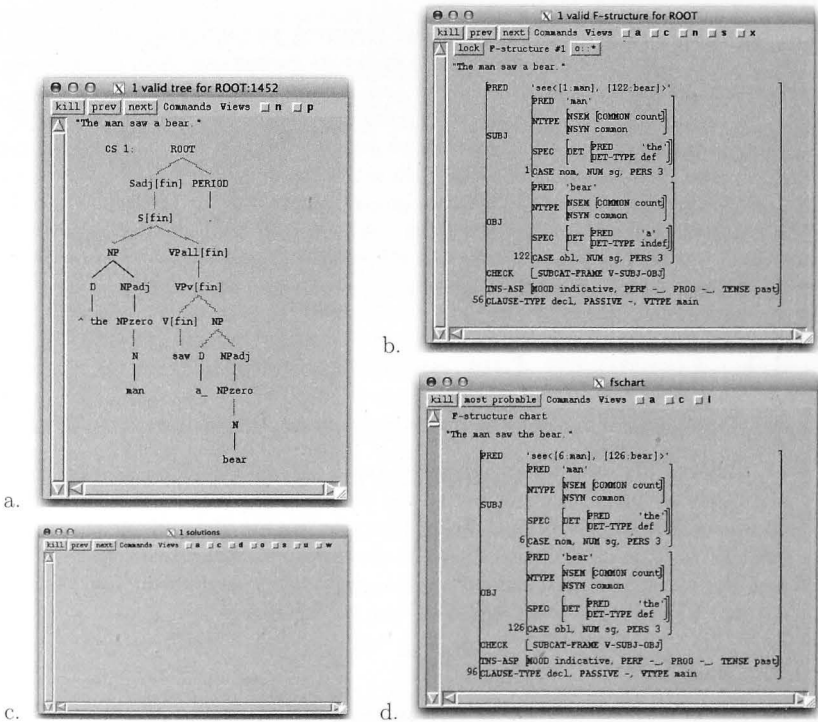 1 valid tree for ROOT:1452
kill prev next Commands Views n p
"The man saw a bear."
CS 1: ROOT
Sadj[fin] PERIOD
S[fin]
NP VPall[fin]
D NPadj VPv[fin]
^ the NPzero V[fin] NP
N saw D NPadj
man a_ NPzero
N
bear
a.
1 valid F-structure for ROOT
kill prev next Commands Views a c n s x
lock F-structure #1 o::*
"The man saw a bear."
PRED 'see<[1:man], [122:bear]>'
PRED 'man'
NTYPE NSEM COMMON count
NSYN common
SUBJ
SPEC DET PRED 'the'
DET-TYPE def
1 CASE nom, NUM sg, PERS 3
PRED 'bear'
NTYPE NSEM COMMON count
NSYN common
OBJ
SPEC DET PRED 'a'
DET-TYPE indef
122 CASE obl, NUM sg, PERS 3
CHECK _SUBCAT-FRAME V-SUBJ-OBJ
TNS-ASP MOOD indicative, PERF -_, PROG -_, TENSE past
56 CLAUSE-TYPE decl, PASSIVE -, VTYPE main
b.
1 solutions
kill prev next Commands Views a c d o s u w
c.
fschart
kill most probable Commands Views a c l
F-structure chart
"The man saw the bear."
PRED 'see<[6:man], [126:bear]>'
PRED 'man'
NTYPE NSEM COMMON count
NSYN common
SUBJ
SPEC DET PRED 'the'
DET-TYPE def
6 CASE nom, NUM sg, PERS 3
PRED 'bear'
NTYPE NSEM COMMON count
NSYN common
OBJ
SPEC DET PRED 'the'
DET-TYPE def
126 CASE obl, NUM sg, PERS 3
CHECK _SUBCAT-FRAME V-SUBJ-OBJ
TNS-ASP MOOD indicative, PERF -_, PROG -_, TENSE past
96 CLAUSE-TYPE decl, PASSIVE -, VTYPE main
d.